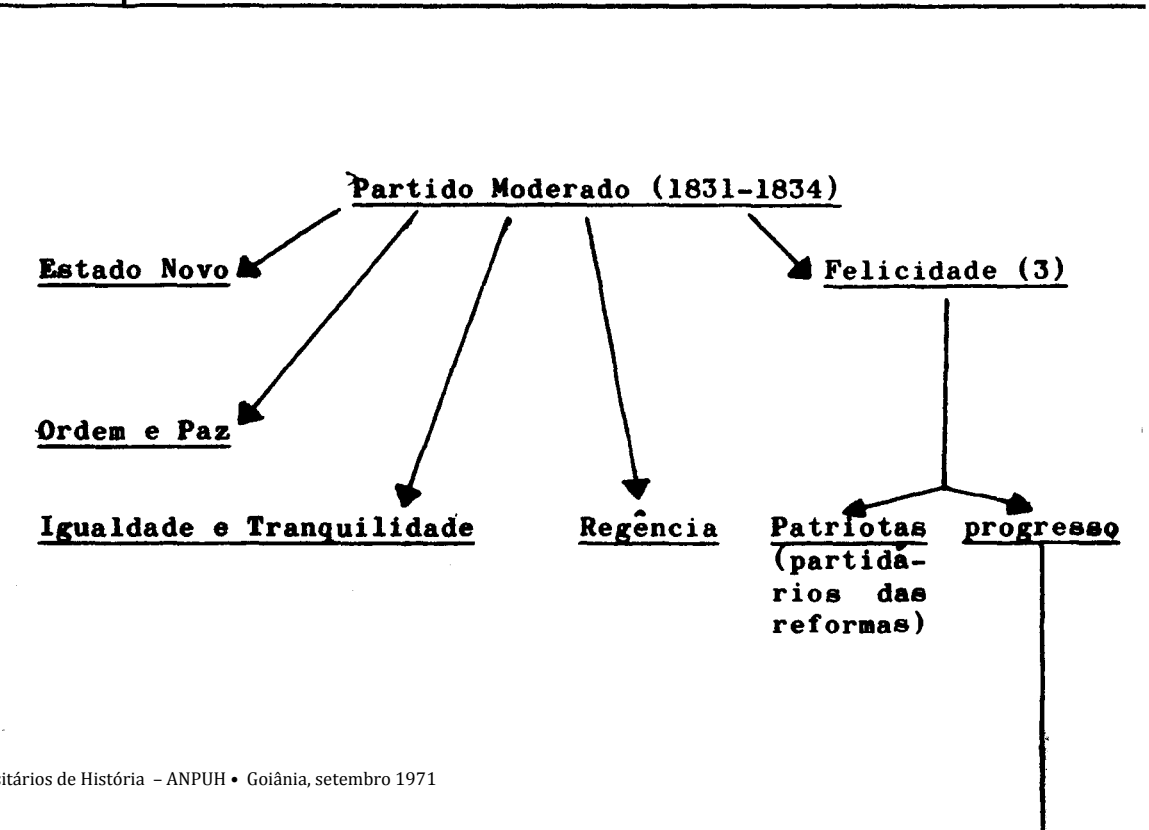 Partido Moderado (1831-1834)
Estado Novo
Felicidade (3)
Ordem e Paz
Igualdade e Tranquilidade
Regência
Patriotas
(partidá-
rios das
reformas)
progresso
sitários de História – ANPUH • Goiânia, setembro 1971